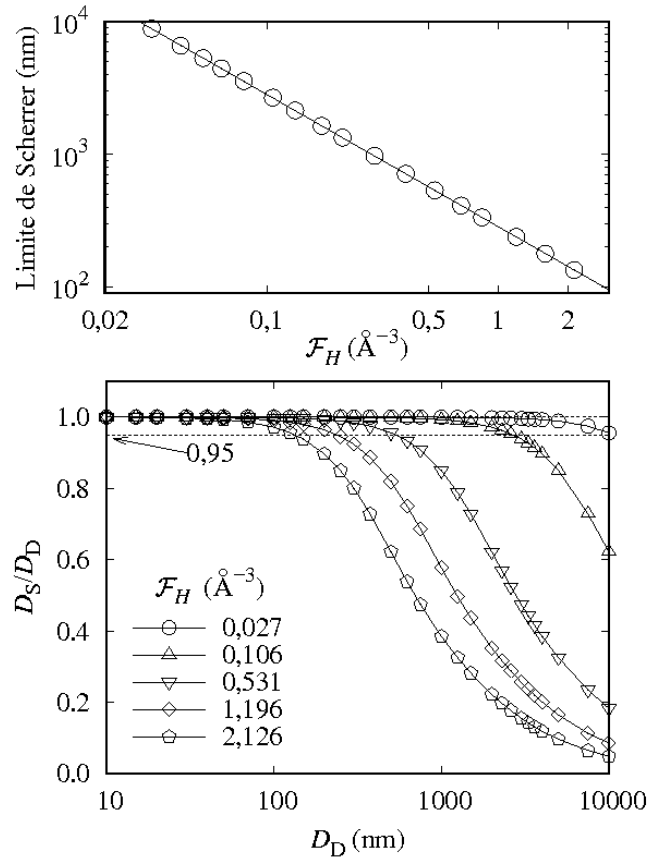 10⁴
10³
10²
Limite de Scherrer (nm)
0,02 0,1 0,5 1 2
ℱ_H (Å⁻³)
1.0
0.8
0.6
0.4
0.2
0.0
D_S/D_D
0,95
ℱ_H (Å⁻³)
0,027
0,106
0,531
1,196
2,126
10 100 1000 10000
D_D (nm)